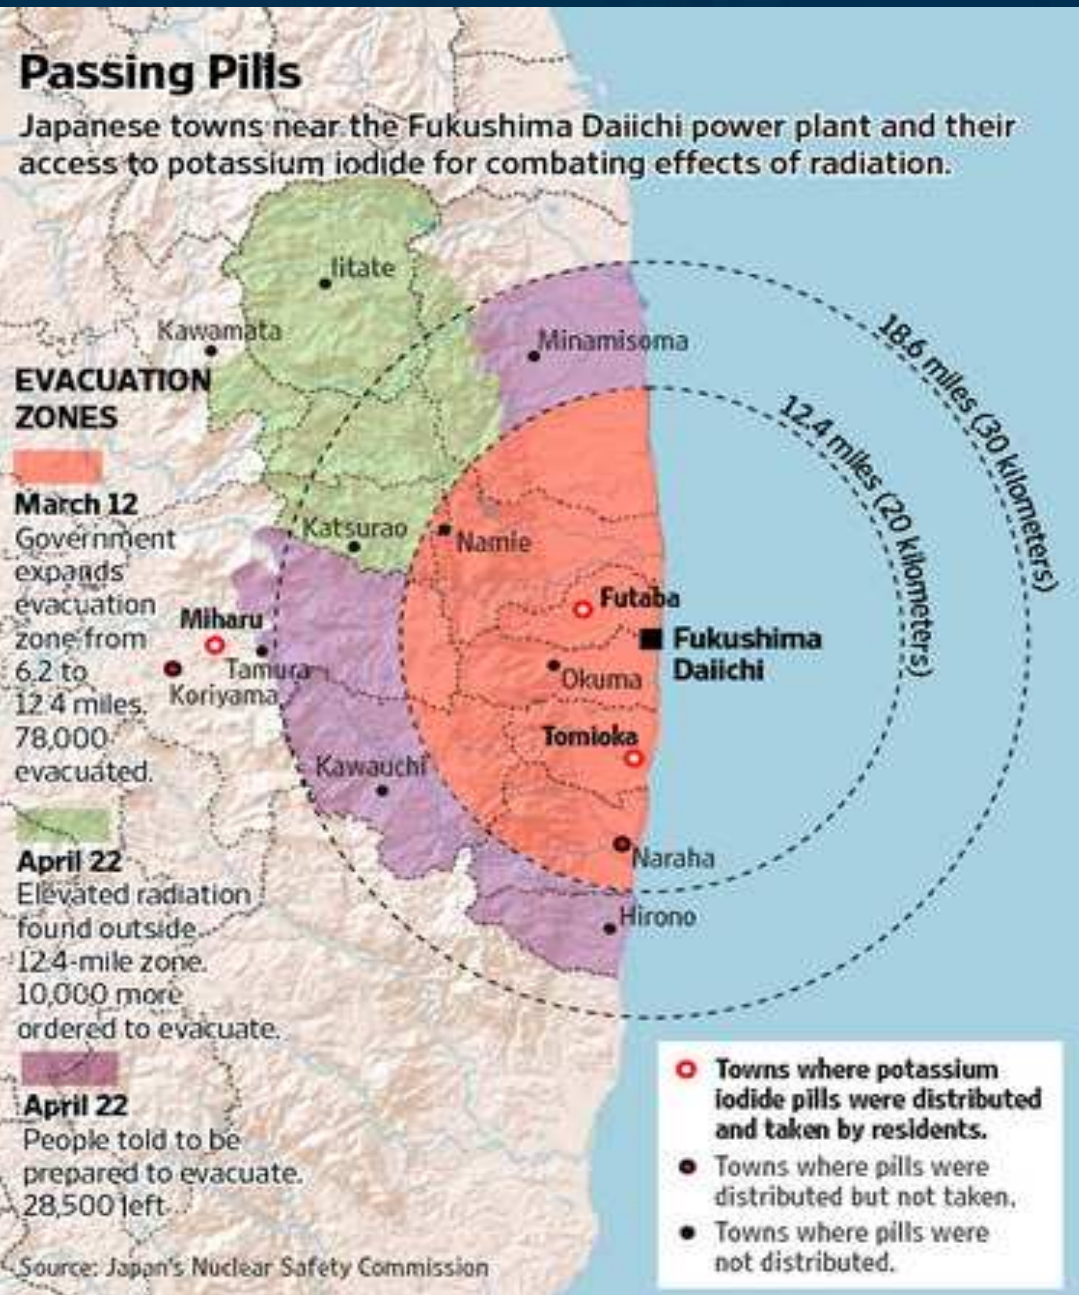 Passing Pills
Japanese towns near the Fukushima Daiichi power plant and their
access to potassium iodide for combating effects of radiation.
Iitate
Kawamata
Minamisoma
18.6 miles (30 kilometers)
12.4 miles (20 kilometers)
EVACUATION
ZONES
March 12
Government
expands
evacuation
zone from
6.2 to
12.4 miles.
78,000
evacuated.
Katsurao
Namie
Futaba
Miharu
Fukushima
Daiichi
Tamura
Okuma
Koriyama
Tomioka
Kawauchi
Naraha
Hirono
April 22
Elevated radiation
found outside
12.4-mile zone.
10,000 more
ordered to evacuate.
April 22
People told to be
prepared to evacuate.
28,500 left
Towns where potassium
iodide pills were distributed
and taken by residents.
Towns where pills were
distributed but not taken.
Towns where pills were
not distributed.
Source: Japan's Nuclear Safety Commission